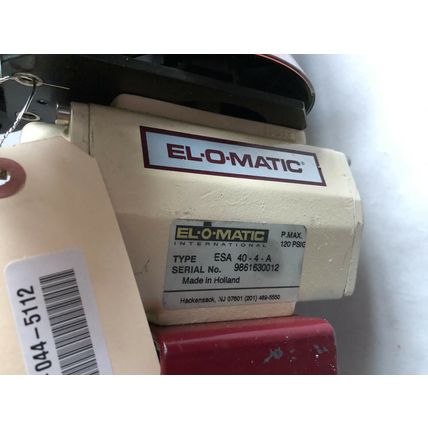 EL-O-MATIC®
EL-O-MATIC
INTERNATIONAL
P.MAX.
120 PSIG
TYPE ESA 40-4-A
SERIAL No. 9861630012
Made in Holland
Hackensack, NJ 07601 (201) 489-5550
044-5112